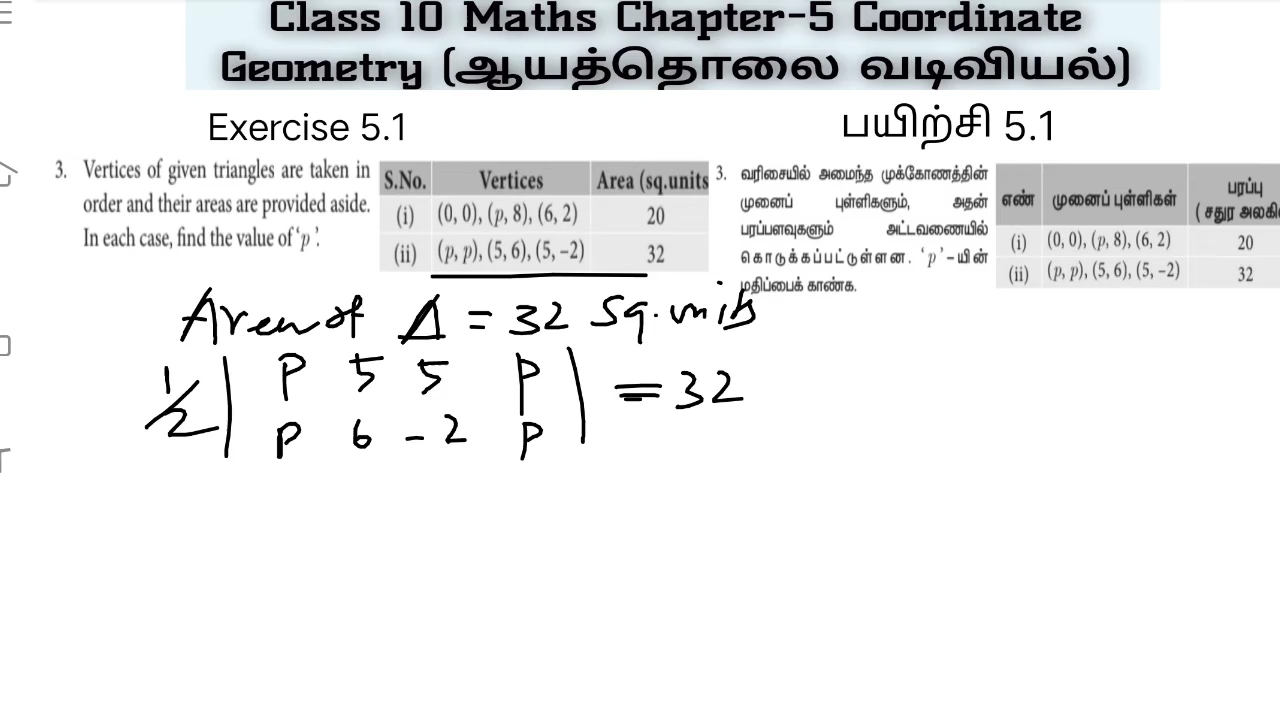 Class 10 Maths Chapter-5 Coordinate
Geometry (ஆயத்தொலை வடிவியல்)
Exercise 5.1
3. Vertices of given triangles are taken in
order and their areas are provided aside.
In each case, find the value of ‘p’.
S.No. Vertices Area (sq.units
(i) (0, 0), (p, 8), (6, 2) 20
(ii) (p, p), (5, 6), (5, −2) 32
பயிற்சி 5.1
3. வரிசையில் அமைந்த முக்கோணத்தின்
முனைப் புள்ளிகளும், அதன்
பரப்பளவுகளும் அட்டவணையில்
கொடுக்கப்பட்டுள்ளன. ‘p’-யின்
மதிப்பைக் காண்க.
எண் முனைப் புள்ளிகள் பரப்பு
(சதுர
(i) (0, 0), (p, 8), (6, 2) 20
(ii) (p, p), (5, 6), (5, −2) 32
Area of Δ = 32 Sq. units
1/2 | P 5 5 P | = 32
P 6 -2 P